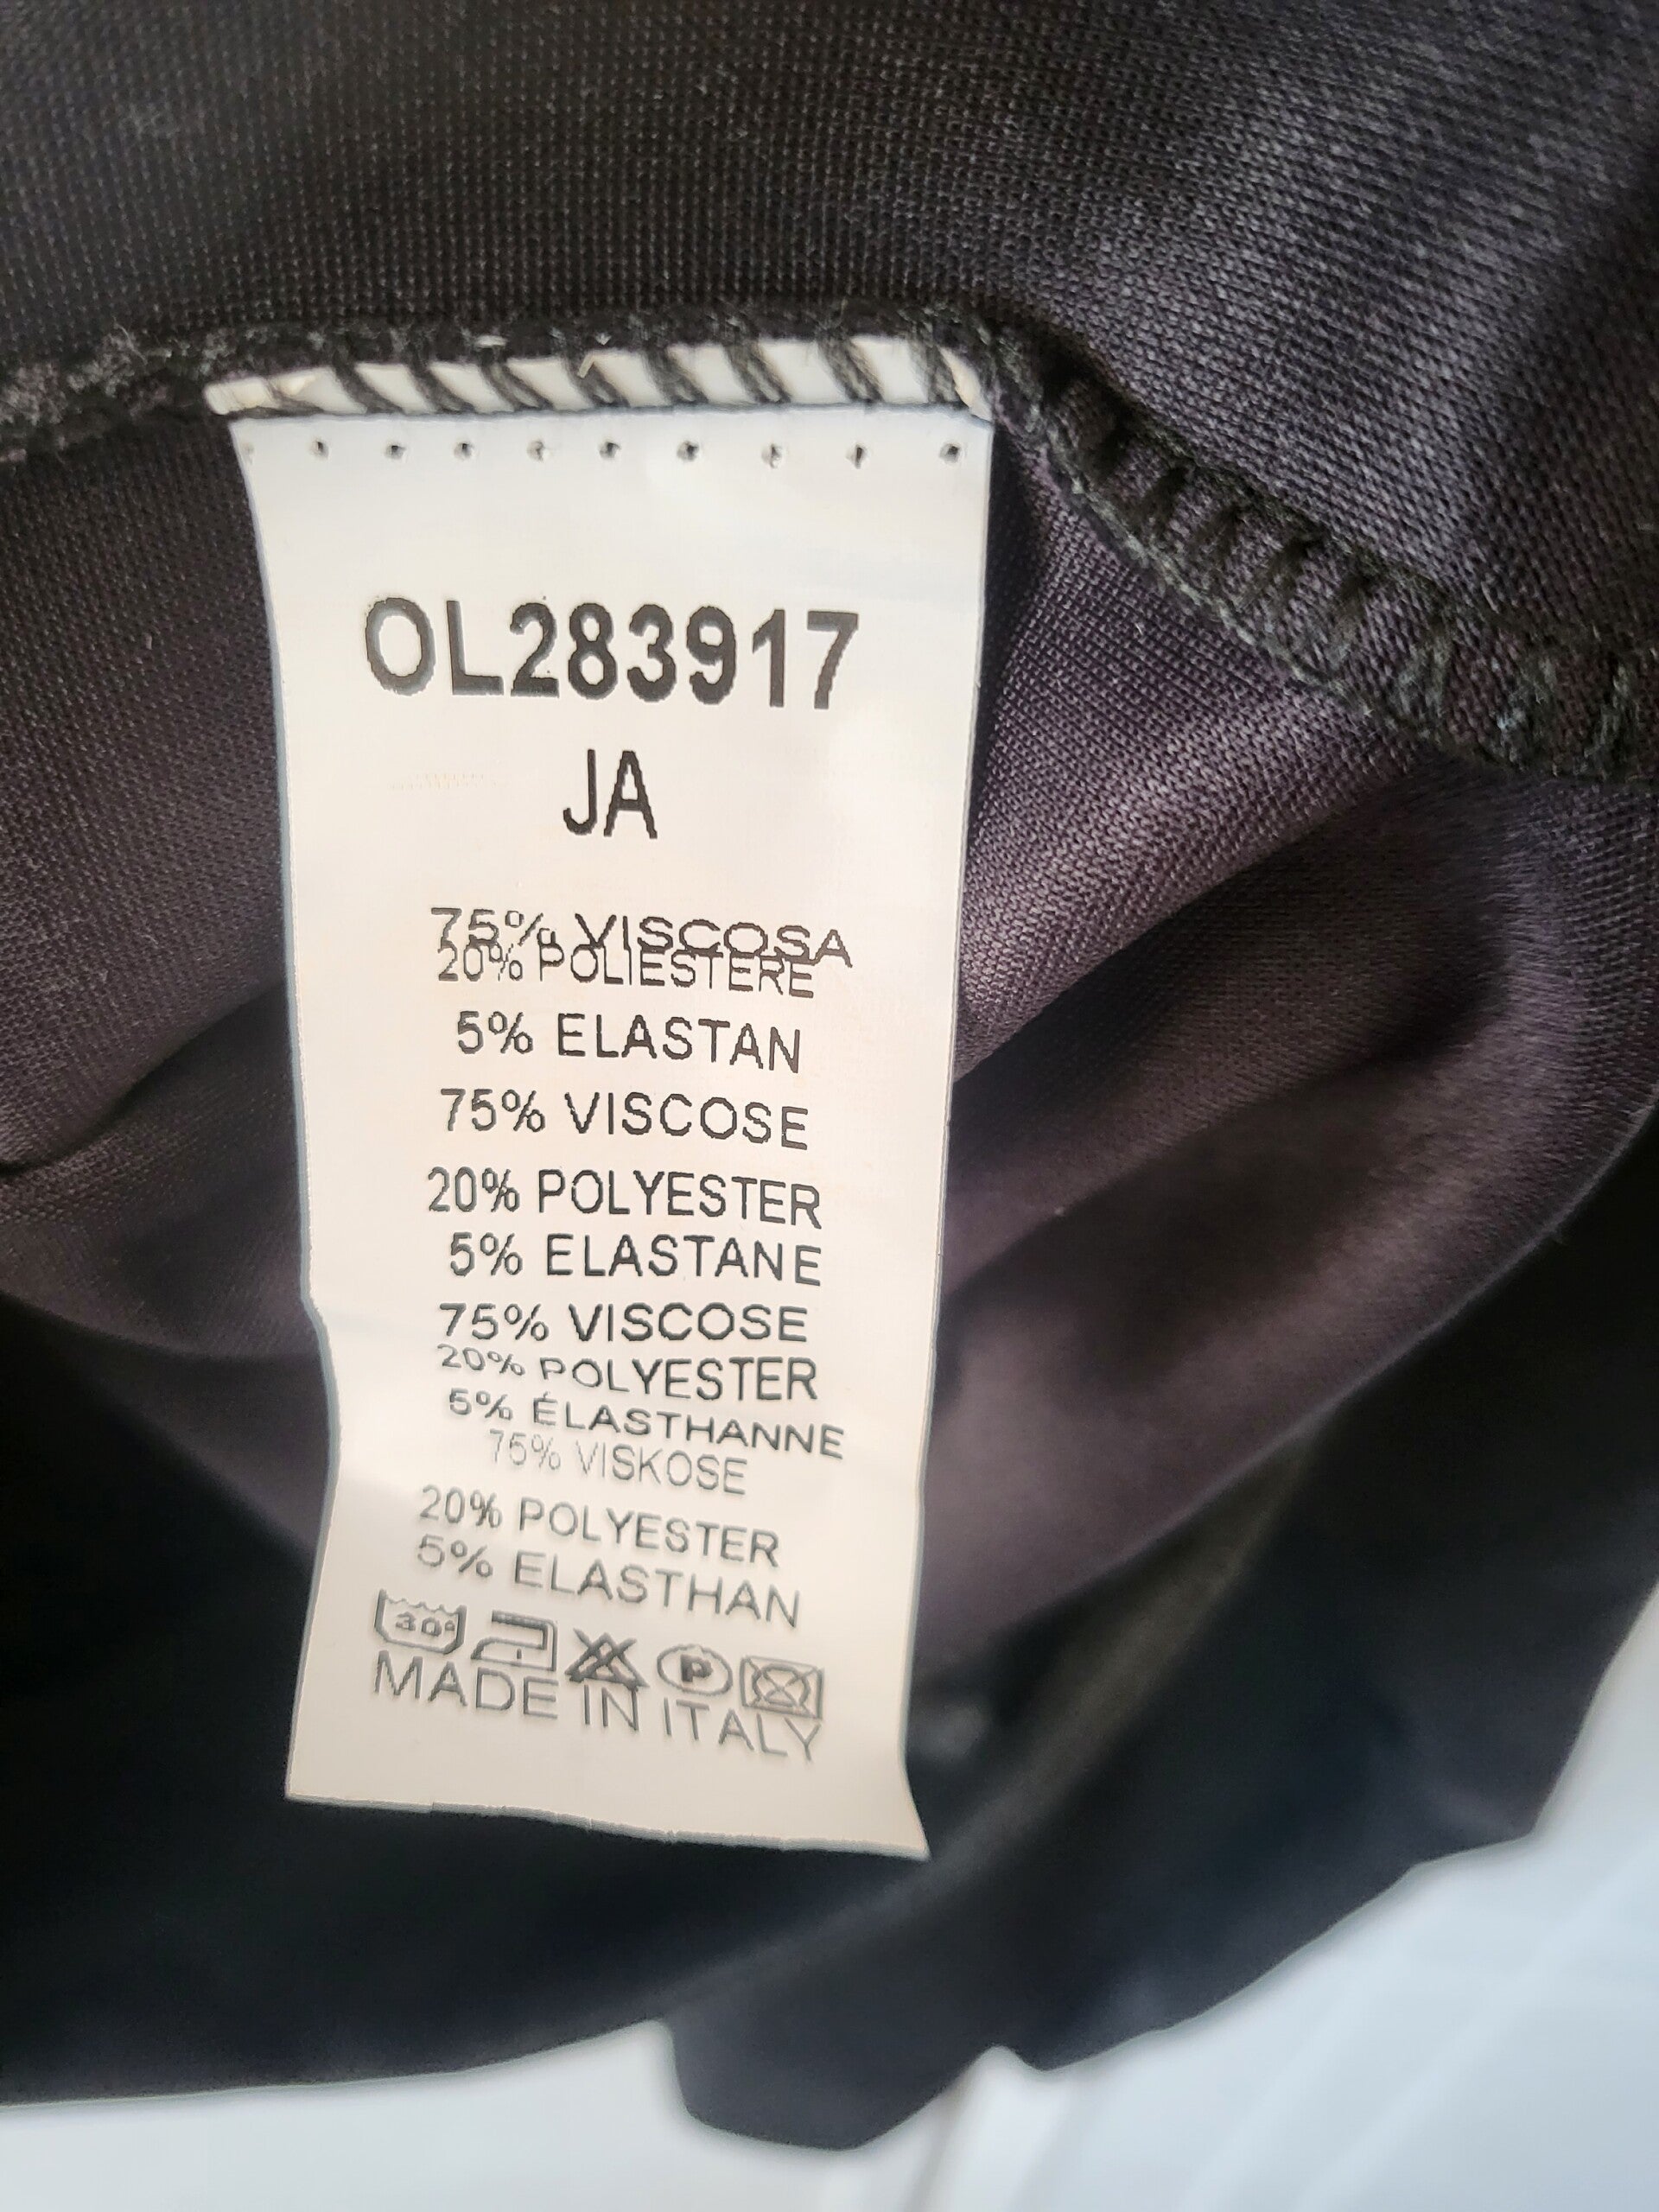 OL283917
JA
75% VISCOSA
20% POLIESTERE
5% ELASTAN
75% VISCOSE
20% POLYESTER
5% ELASTANE
75% VISCOSE
20% POLYESTER
5% ÉLASTHANNE
75% VISKOSE
20% POLYESTER
5% ELASTHAN
30° P
MADE IN ITALY